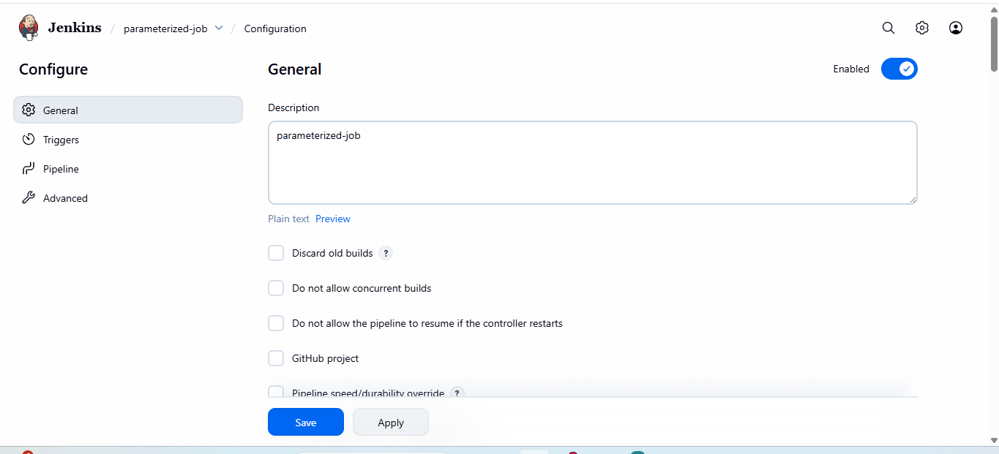 Jenkins / parameterized-job / Configuration
Configure
General
Triggers
Pipeline
Advanced
General
Enabled
Description
parameterized-job
Plain text Preview
Discard old builds ?
Do not allow concurrent builds
Do not allow the pipeline to resume if the controller restarts
GitHub project
Pipeline speed/durability override ?
Save Apply